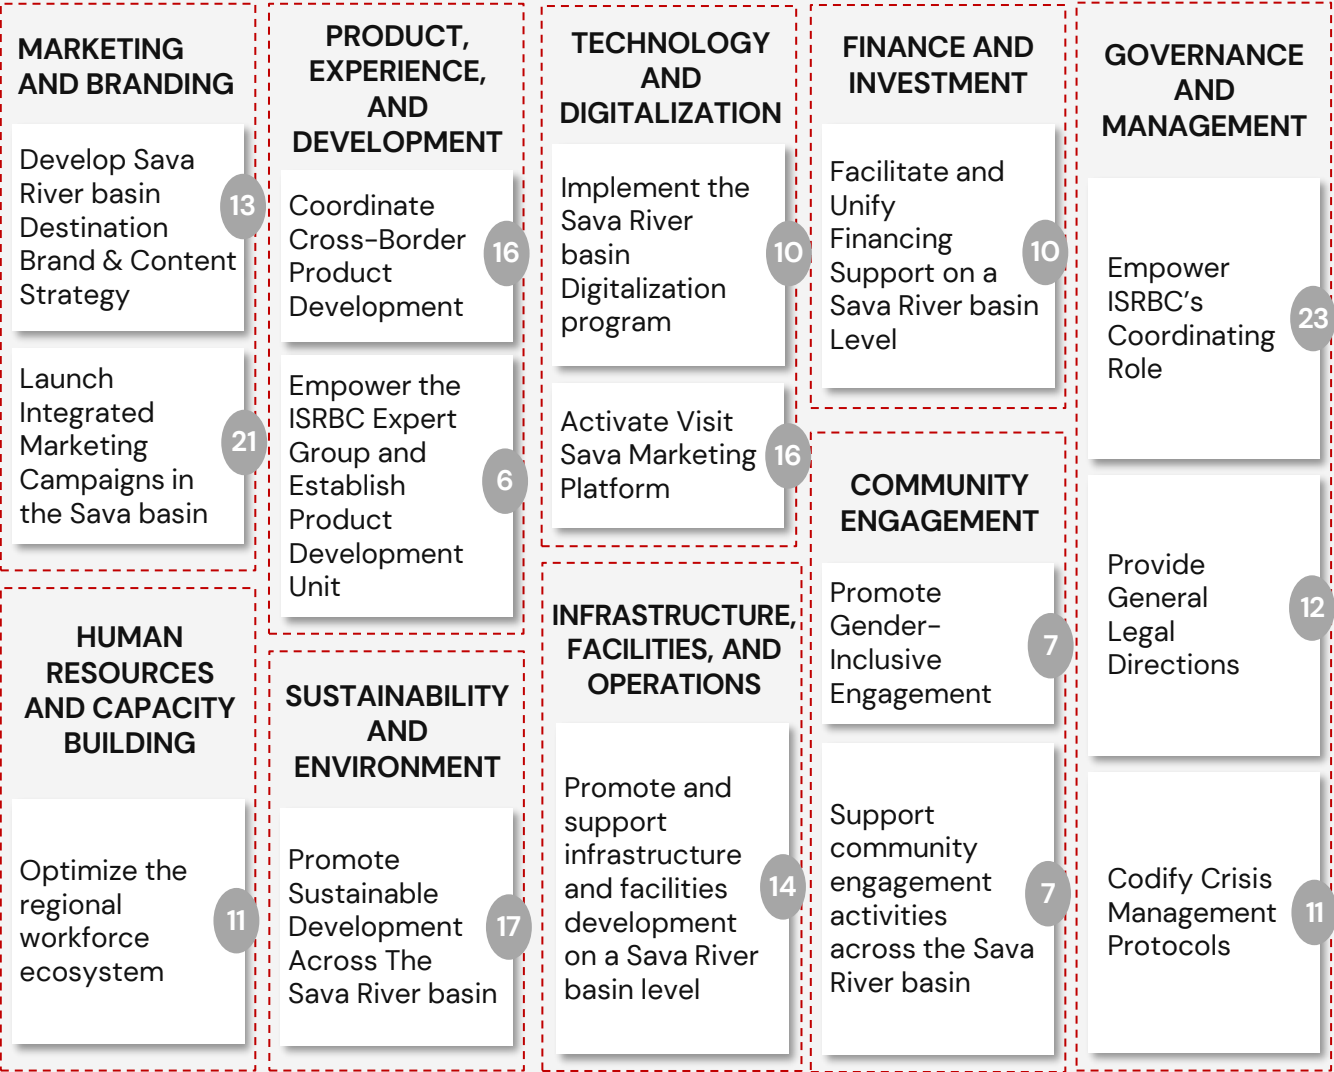 MARKETING
AND BRANDING
Develop Sava
River basin
Destination
Brand & Content
Strategy
13
Launch
Integrated
Marketing
Campaigns in
the Sava basin
21
HUMAN
RESOURCES
AND CAPACITY
BUILDING
Optimize the
regional
workforce
ecosystem
11
PRODUCT,
EXPERIENCE,
AND
DEVELOPMENT
Coordinate
Cross-Border
Product
Development
16
Empower the
ISRBC Expert
Group and
Establish
Product
Development
Unit
6
SUSTAINABILITY
AND
ENVIRONMENT
Promote
Sustainable
Development
Across The
Sava River basin
17
TECHNOLOGY
AND
DIGITALIZATION
Implement the
Sava River
basin
Digitalization
program
10
Activate Visit
Sava Marketing
Platform
16
INFRASTRUCTURE,
FACILITIES, AND
OPERATIONS
Promote and
support
infrastructure
and facilities
development
on a Sava River
basin level
14
FINANCE AND
INVESTMENT
Facilitate and
Unify
Financing
Support on a
Sava River basin
Level
10
COMMUNITY
ENGAGEMENT
Promote
Gender-
Inclusive
Engagement
7
Support
community
engagement
activities
across the Sava
River basin
7
GOVERNANCE
AND
MANAGEMENT
Empower
ISRBC’s
Coordinating
Role
23
Provide
General
Legal
Directions
12
Codify Crisis
Management
Protocols
11